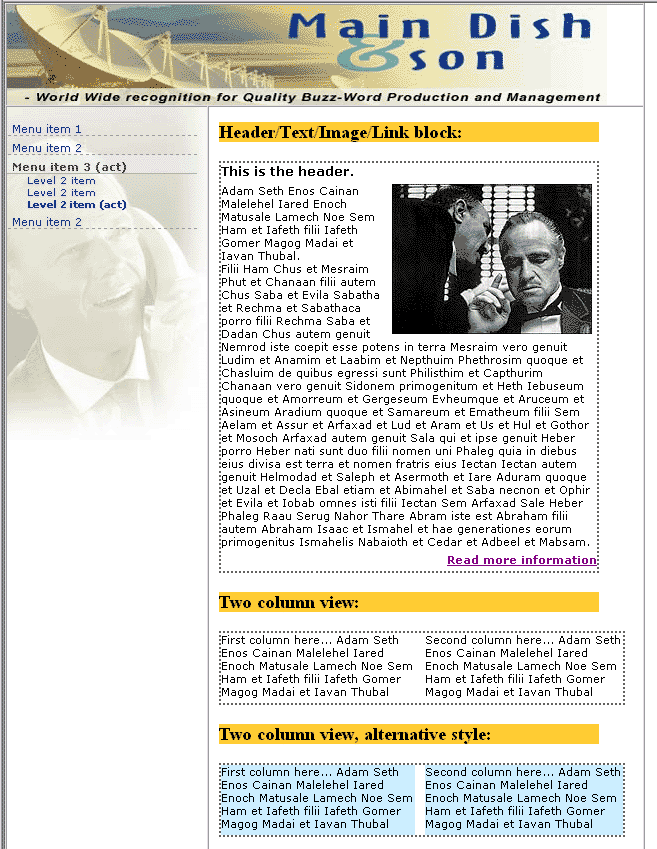 Main Dish
& son
- World Wide recognition for Quality Buzz-Word Production and Management
Menu item 1
Menu item 2
Menu item 3 (act)
Level 2 item
Level 2 item
Level 2 item (act)
Menu item 2
Header/Text/Image/Link block:
This is the header.
Adam Seth Enos Cainan
Malelehel Iared Enoch
Matusale Lamech Noe Sem
Ham et Iafeth filii Iafeth
Gomer Magog Madai et
Iavan Thubal.
Filii Ham Chus et Mesraim
Phut et Chanaan filii autem
Chus Saba et Evila Sabatha
et Rechma et Sabathaca
porro filii Rechma Saba et
Dadan Chus autem genuit
Nemrod iste coepit esse potens in terra Mesraim vero genuit
Ludim et Anamim et Laabim et Nepthuim Phethrosim quoque et
Chasluim de quibus egressi sunt Philisthim et Capthurim
Chanaan vero genuit Sidonem primogenitum et Heth Iebuseum
quoque et Amorreum et Gergeseum Evheumque et Aruceum et
Asineum Aradium quoque et Samareum et Ematheum filii Sem
Aelam et Assur et Arfaxad et Lud et Aram et Us et Hul et Gothor
et Mosoch Arfaxad autem genuit Sala qui et ipse genuit Heber
porro Heber nati sunt duo filii nomen uni Phaleg quia in diebus
eius divisa est terra et nomen fratris eius Iectan Iectan autem
genuit Helmodad et Saleph et Asermoth et Iare Aduram quoque
et Uzal et Decla Ebal etiam et Abimahel et Saba necnon et Ophir
et Evila et Iobab omnes isti filii Iectan Sem Arfaxad Sale Heber
Phaleg Raau Serug Nahor Thare Abram iste est Abraham filii
autem Abraham Isaac et Ismahel et hae generationes eorum
primogenitus Ismahelis Nabaioth et Cedar et Adbeel et Mabsam.
Read more information
Two column view:
First column here... Adam Seth
Enos Cainan Malelehel Iared
Enoch Matusale Lamech Noe Sem
Ham et Iafeth filii Iafeth Gomer
Magog Madai et Iavan Thubal
Second column here... Adam Seth
Enos Cainan Malelehel Iared
Enoch Matusale Lamech Noe Sem
Ham et Iafeth filii Iafeth Gomer
Magog Madai et Iavan Thubal
Two column view, alternative style:
First column here... Adam Seth
Enos Cainan Malelehel Iared
Enoch Matusale Lamech Noe Sem
Ham et Iafeth filii Iafeth Gomer
Magog Madai et Iavan Thubal
Second column here... Adam Seth
Enos Cainan Malelehel Iared
Enoch Matusale Lamech Noe Sem
Ham et Iafeth filii Iafeth Gomer
Magog Madai et Iavan Thubal